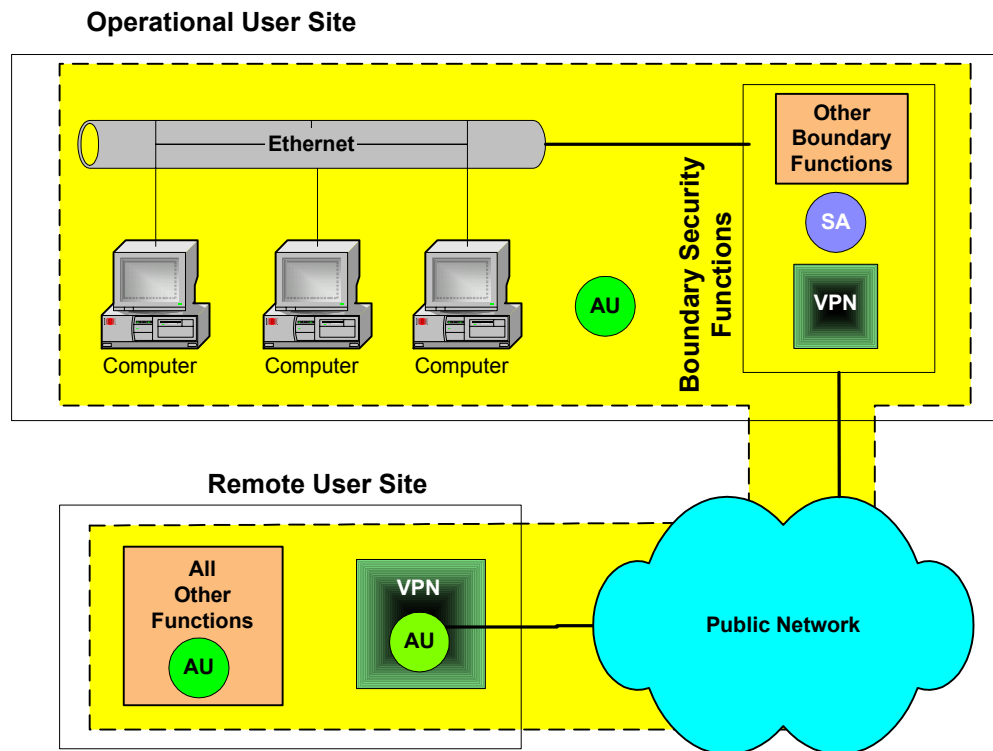 Operational User Site
Ethernet
Computer
Computer
Computer
AU
Boundary Security
Functions
Other
Boundary
Functions
SA
VPN
Remote User Site
All
Other
Functions
AU
VPN
AU
Public Network